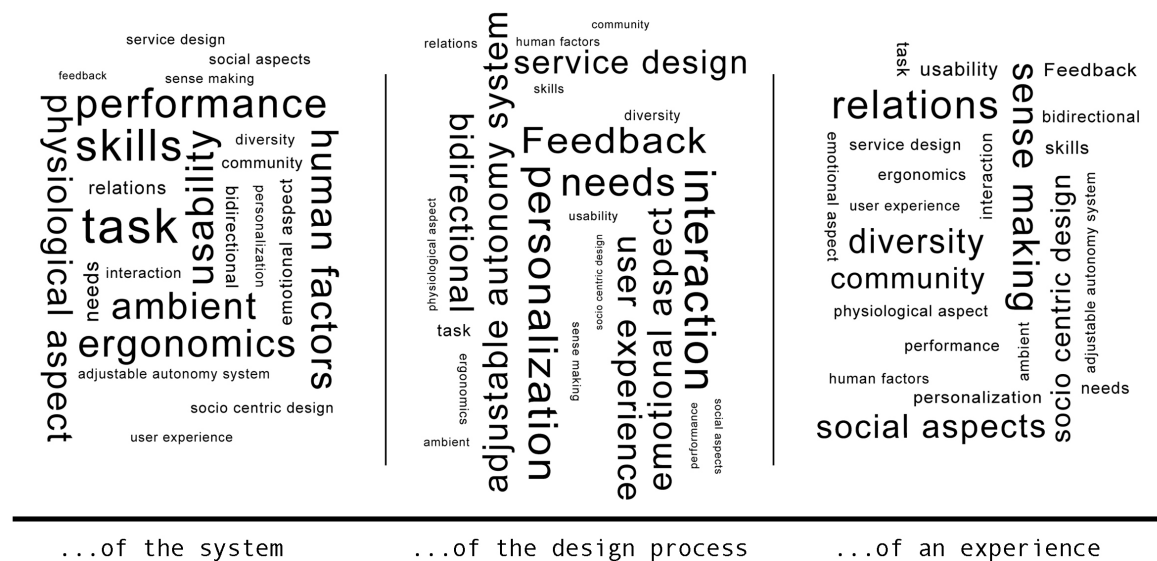 service design
social aspects
feedback
sense making
performance
physiological aspect
skills
usability
diversity
human factors
community
relations
bidirectional
personalization
emotional aspect
task
needs
interaction
ambient
ergonomics
adjustable autonomy system
socio centric design
user experience
...of the system
community
relations
human factors
adjustable autonomy system
service design
skills
diversity
bidirectional
Feedback
personalization
needs
interaction
physiological aspect
usability
emotional aspect
socio centric design
user experience
task
sense making
ergonomics
ambient
performance
social aspects
...of the design process
task
usability
sense making
Feedback
relations
bidirectional
emotional aspect
service design
interaction
skills
ergonomics
socio centric design
adjustable autonomy system
user experience
diversity
community
physiological aspect
ambient
performance
human factors
needs
personalization
social aspects
...of an experience